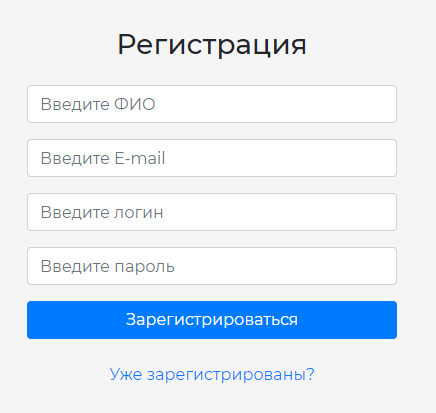 Регистрация
Введите ФИО
Введите E-mail
Введите логин
Введите пароль
Зарегистрироваться
Уже зарегистрированы?